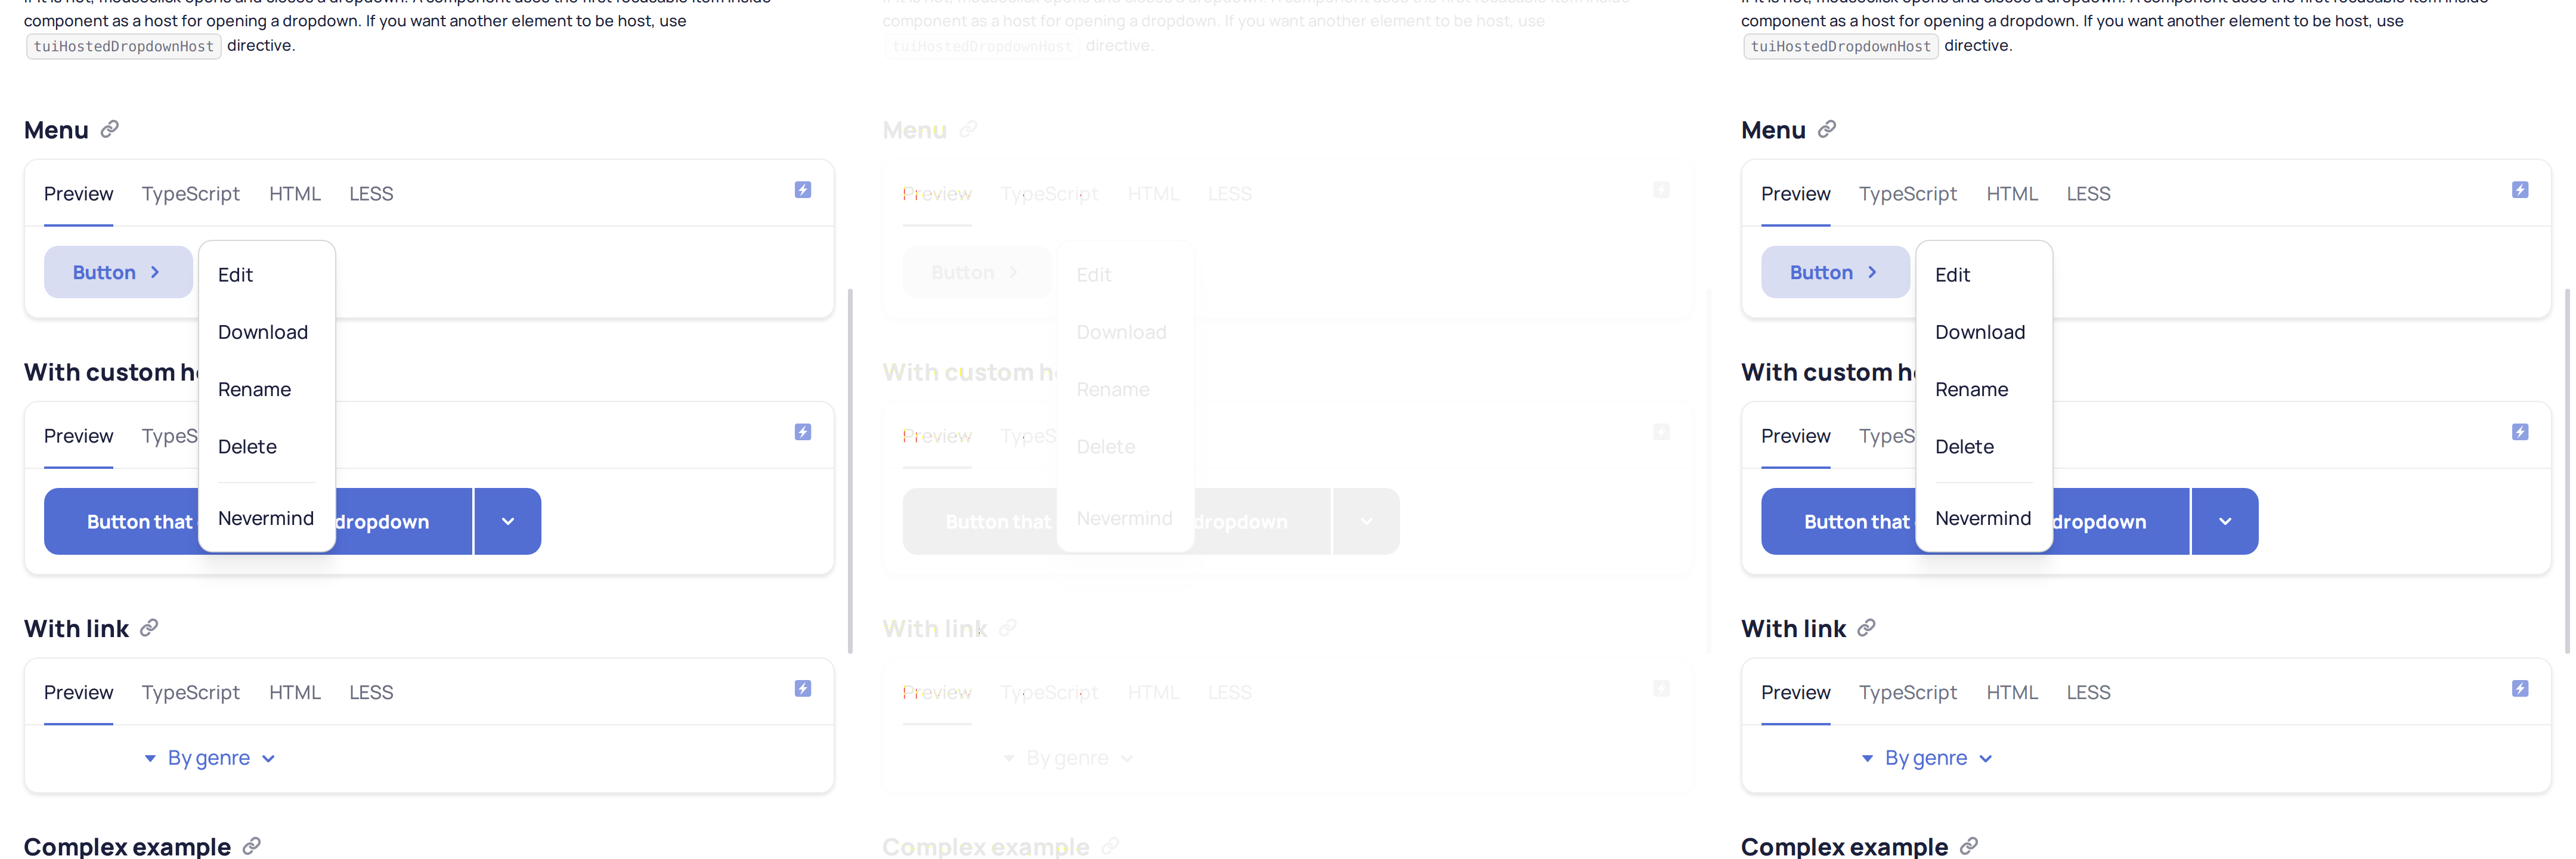 component as a host for opening a dropdown. If you want another element to be host, use
tuiHostedDropdownHost directive.
Menu
Preview TypeScript HTML LESS
Button
Edit
Download
Rename
Delete
Nevermind
With custom
Preview TypeS
Button that dropdown
With link
Preview TypeScript HTML LESS
By genre
Complex example
component as a host for opening a dropdown. If you want another element to be host, use
tuiHostedDropdownHost directive.
Menu
Preview TypeScript HTML LESS
Button
Edit
Download
Rename
Delete
Nevermind
With custom
Preview TypeS
Button that dropdown
With link
Preview TypeScript HTML LESS
By genre
Complex example
component as a host for opening a dropdown. If you want another element to be host, use
tuiHostedDropdownHost directive.
Menu
Preview TypeScript HTML LESS
Button
Edit
Download
Rename
Delete
Nevermind
With custom
Preview TypeS
Button that dropdown
With link
Preview TypeScript HTML LESS
By genre
Complex example